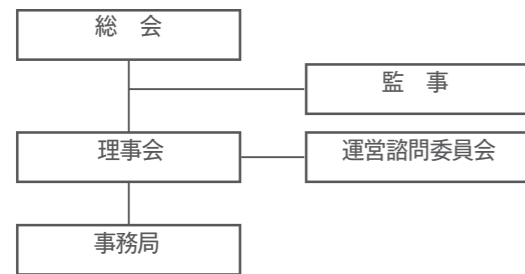 総　会
監　事
理事会
運営諮問委員会
事務局